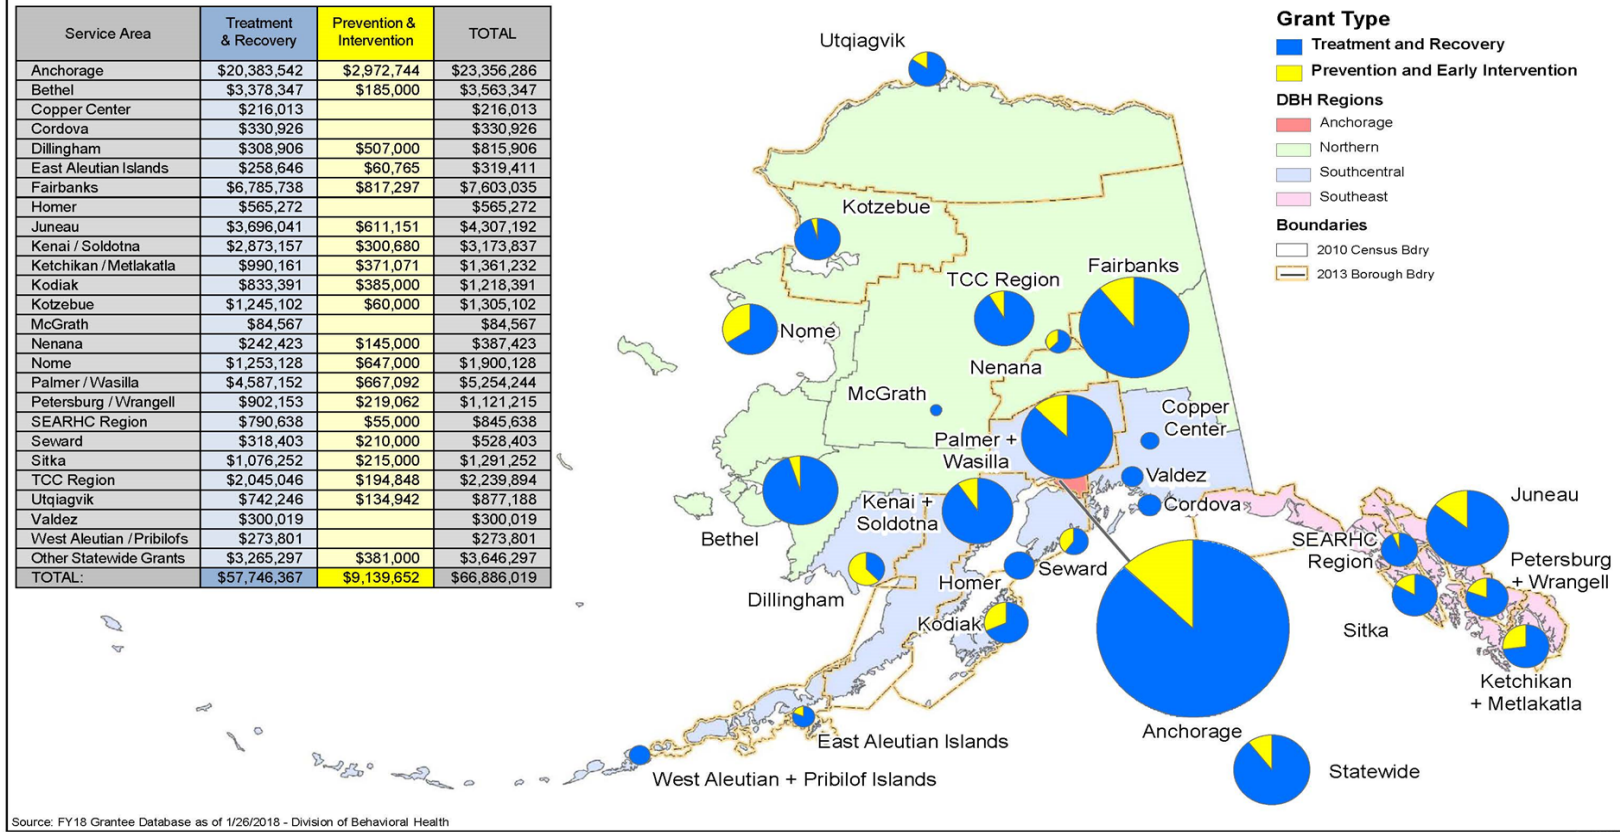 Service Area Treatment & Recovery Prevention & Intervention TOTAL
Anchorage $20,383,542 $2,972,744 $23,356,286
Bethel $3,378,347 $185,000 $3,563,347
Copper Center $216,013 $216,013
Cordova $330,926 $330,926
Dillingham $308,906 $507,000 $815,906
East Aleutian Islands $258,646 $60,765 $319,411
Fairbanks $6,785,738 $817,297 $7,603,035
Homer $565,272 $565,272
Juneau $3,696,041 $611,151 $4,307,192
Kenai / Soldotna $2,873,157 $300,680 $3,173,837
Ketchikan / Metlakatla $990,161 $371,071 $1,361,232
Kodiak $833,391 $385,000 $1,218,391
Kotzebue $1,245,102 $60,000 $1,305,102
McGrath $84,567 $84,567
Nenana $242,423 $145,000 $387,423
Nome $1,253,128 $647,000 $1,900,128
Palmer / Wasilla $4,587,152 $667,092 $5,254,244
Petersburg / Wrangell $902,153 $219,062 $1,121,215
SEARHC Region $790,638 $55,000 $845,638
Seward $318,403 $210,000 $528,403
Sitka $1,076,252 $215,000 $1,291,252
TCC Region $2,045,046 $194,848 $2,239,894
Utqiagvik $742,246 $134,942 $877,188
Valdez $300,019 $300,019
West Aleutian / Pribilofs $273,801 $273,801
Other Statewide Grants $3,265,297 $381,000 $3,646,297
TOTAL: $57,746,367 $9,139,652 $66,886,019
Utqiagvik
Kotzebue
TCC Region
Fairbanks
Nome
Nenana
McGrath
Copper
Center
Palmer +
Wasilla
Valdez
Kenai +
Soldotna
Cordova
Bethel
Seward
Homer
Dillingham
Kodiak
SEARHC
Region
Juneau
Petersburg
+ Wrangell
Sitka
Ketchikan
+ Metlakatla
Anchorage
East Aleutian Islands
West Aleutian + Pribilof Islands
Statewide
Grant Type
Treatment and Recovery
Prevention and Early Intervention
DBH Regions
Anchorage
Northern
Southcentral
Southeast
Boundaries
2010 Census Bdry
2013 Borough Bdry
Source: FY18 Grantee Database as of 1/26/2018 - Division of Behavioral Health